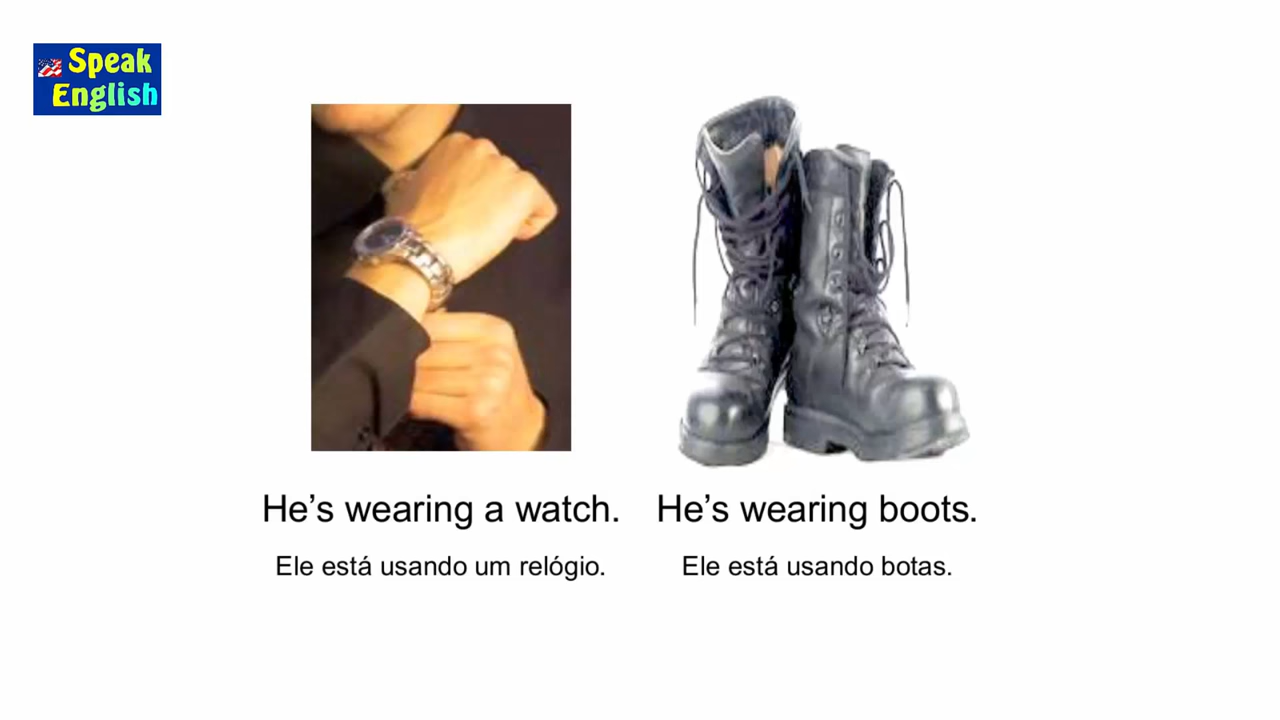 Speak
English
He's wearing a watch.
Ele está usando um relógio.
He's wearing boots.
Ele está usando botas.